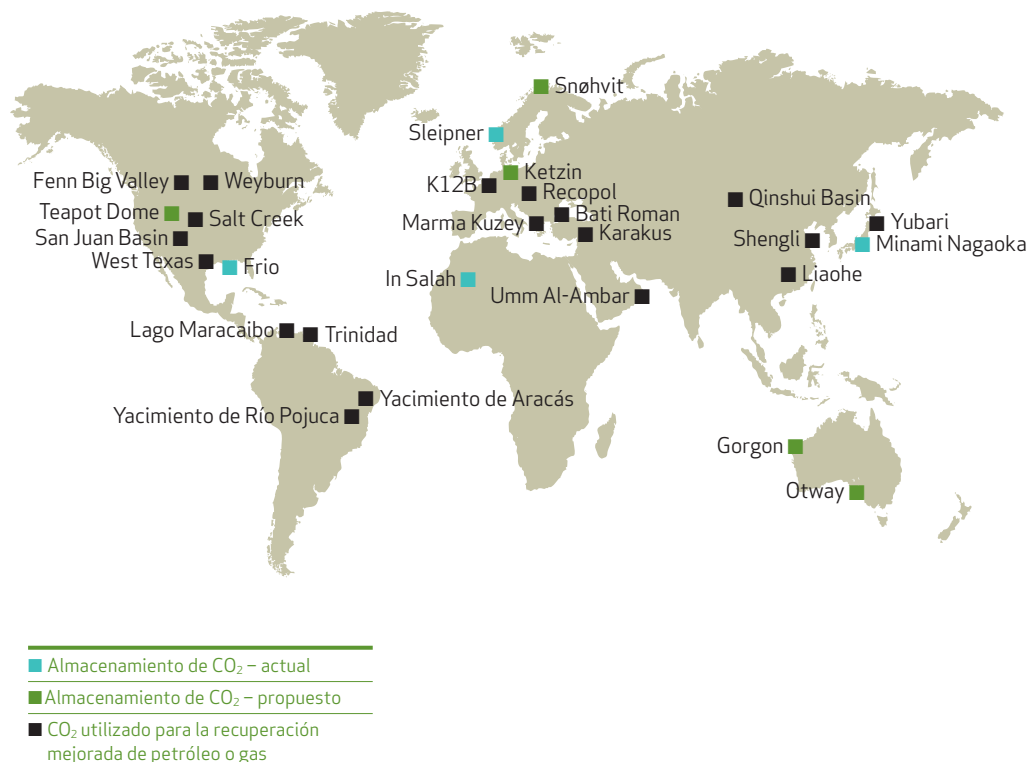 Snøhvit
Sleipner
Ketzin
Fenn Big Valley
Weyburn
K12B
Recopol
Qinshui Basin
Teapot Dome
Salt Creek
Marma Kuzey
Bati Roman
Yubari
San Juan Basin
Karakus
Shengli
Minami Nagaoka
West Texas
Frio
In Salah
Liaohe
Umm Al-Ambar
Lago Maracaibo
Trinidad
Yacimiento de Aracás
Yacimiento de Río Pojuca
Gorgon
Otway
Almacenamiento de CO₂ – actual
Almacenamiento de CO₂ – propuesto
CO₂ utilizado para la recuperación
mejorada de petróleo o gas